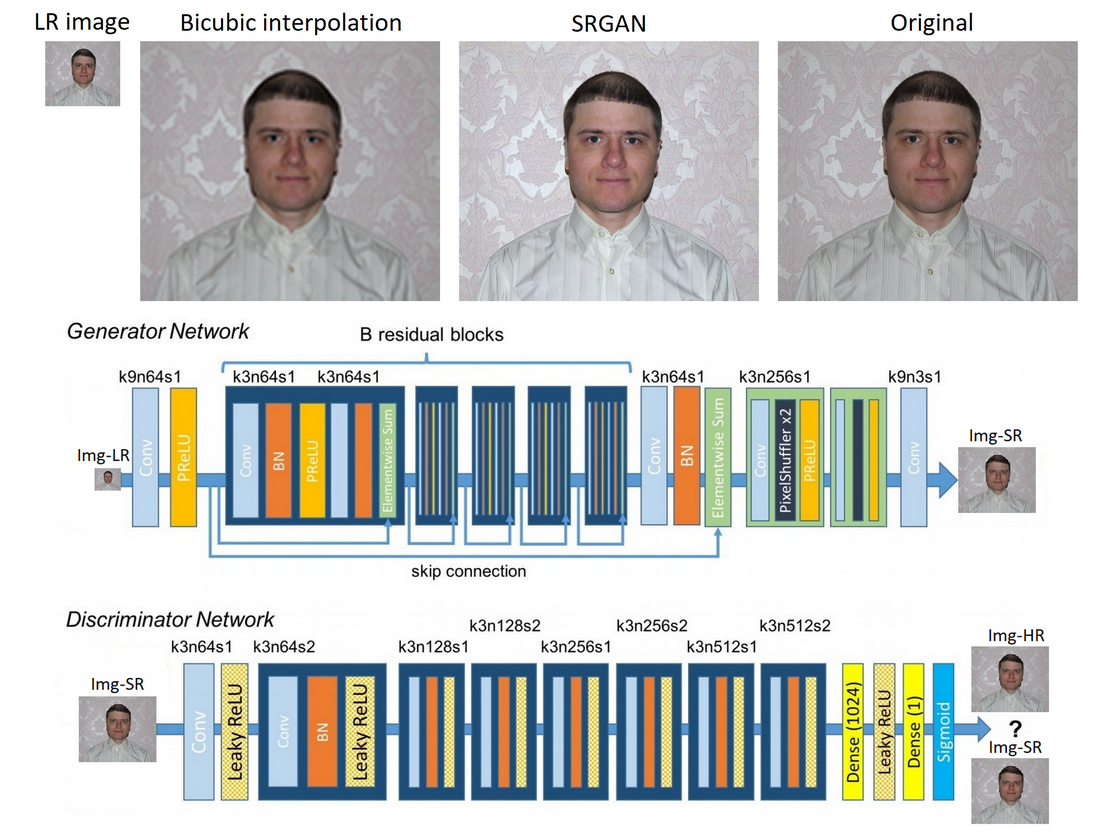 LR image
Bicubic interpolation
SRGAN
Original
Generator Network
B residual blocks
k9n64s1
k3n64s1
k3n64s1
k3n64s1
k3n256s1
k9n3s1
Img-LR
Conv
PReLU
Conv
BN
PReLU
Elementwise Sum
Conv
BN
Elementwise Sum
Conv
PixelShuffler x2
PReLU
Conv
Img-SR
skip connection
Discriminator Network
k3n64s1
k3n64s2
k3n128s1
k3n128s2
k3n256s1
k3n256s2
k3n512s1
k3n512s2
Img-SR
Conv
Leaky ReLU
Conv
BN
Leaky ReLU
Dense (1024)
Leaky ReLU
Dense (1)
Sigmoid
Img-HR
?
Img-SR